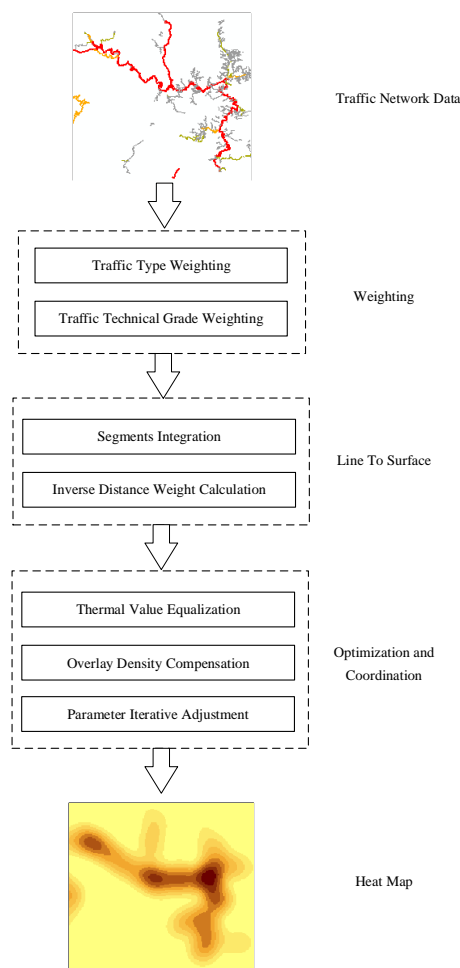 Traffic Network Data
Traffic Type Weighting
Traffic Technical Grade Weighting
Weighting
Segments Integration
Inverse Distance Weight Calculation
Line To Surface
Thermal Value Equalization
Overlay Density Compensation
Parameter Iterative Adjustment
Optimization and
Coordination
Heat Map